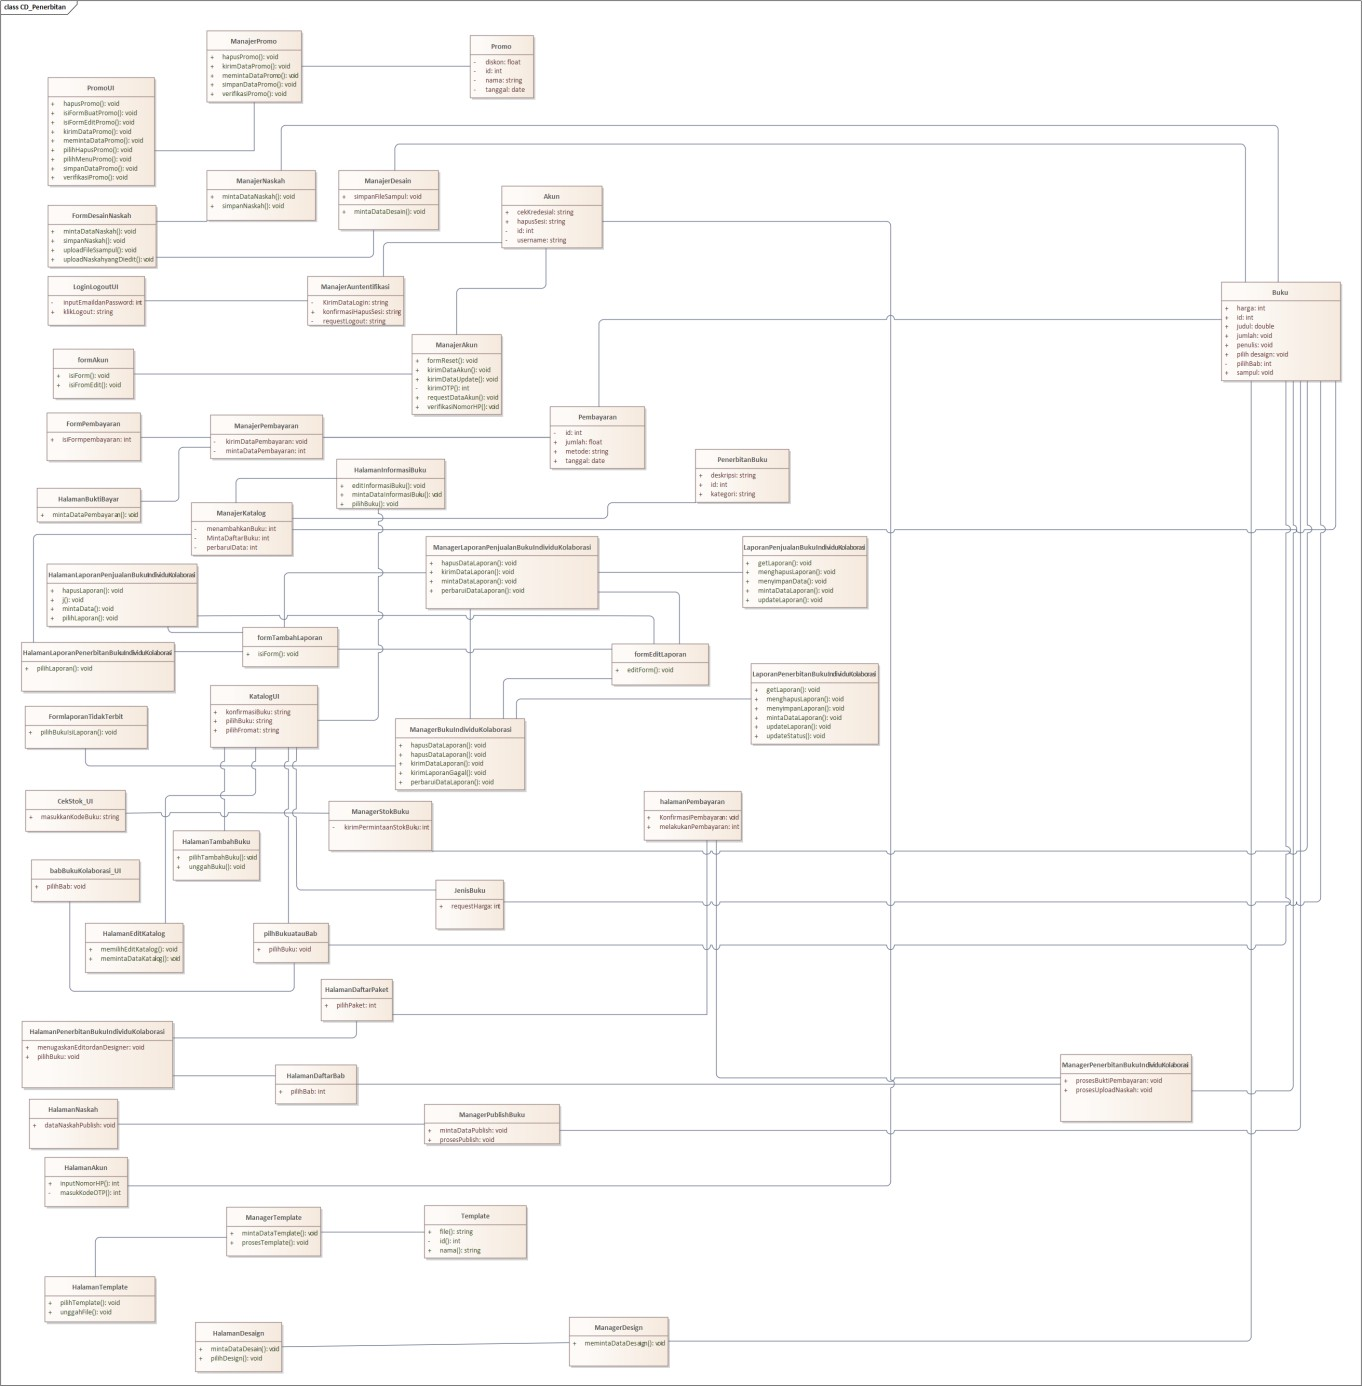 class CD_Penerbitan
ManajerPromo
+ hapusPromo(): void
+ kirimDataPromo(): void
+ memintaDataPromo(): void
+ simpanDataPromo(): void
+ verifikasiPromo(): void
Promo
- diskon: float
- id: int
- nama: string
- tanggal: date
PromoUI
+ hapusPromo(): void
+ isiFormBuatPromo(): void
+ isiFormEditPromo(): void
+ kirimDataPromo(): void
+ memintaDataPromo(): void
+ pilihHapusPromo(): void
+ pilihMenuPromo(): void
+ simpanDataPromo(): void
+ verifikasiPromo(): void
ManajerNaskah
+ mintaDataNaskah(): void
+ simpanNaskah(): void
ManajerDesain
+ simpanFileSampul: void
+ mintaDataDesain(): void
Akun
+ cekKredesial: string
+ hapusSesi: string
- id: int
- username: string
FormDesainNaskah
+ mintaDataNaskah(): void
+ simpanNaskah(): void
+ uploadFileSsampul(): void
+ uploadNaskahyangDiedit(): void
LoginLogoutUI
- inputEmaildanPassword: int
+ klikLogout: string
ManajerAuntentifikasi
- KirimDataLogin: string
+ konfirmasiHapusSesi: string
- requestLogout: string
Buku
+ harga: int
+ id: int
+ judul: double
+ jumlah: void
+ penulis: void
+ pilih desaign: void
- pilihBab: int
+ sampul: void
ManajerAkun
+ formReset(): void
+ kirimDataAkun(): void
+ kirimDataUpdate(): void
- kirimOTP(): int
+ requestDataAkun(): void
+ verifikasiNomorHP(): void
formAkun
+ isiForm(): void
+ isiFromEdit(): void
FormPembayaran
+ isiFormpembayaran: int
ManajerPembayaran
- kirimDataPembayaran: void
- mintaDataPembayaran: int
Pembayaran
- id: int
+ jumlah: float
+ metode: string
+ tanggal: date
PenerbitanBuku
+ deskripsi: string
+ id: int
+ kategori: string
HalamanInformasiBuku
+ editInformasiBuku(): void
+ mintaDataInformasiBuku(): void
+ pilihBuku(): void
HalamanBuktiBayar
+ mintaDataPembayaran(): void
ManajerKatalog
- menambahkanBuku: int
- MintaDaftarBuku: int
- perbaruiData: int
ManagerLaporanPenjualanBukuIndividuKolaborasi
+ hapusDataLaporan(): void
+ kirimDataLaporan(): void
+ mintaDataLaporan(): void
+ perbaruiDataLaporan(): void
LaporanPenjualanBukuIndividuKolaborasi
+ getLaporan(): void
+ menghapusLaporan(): void
+ menyimpanData(): void
+ mintaDataLaporan(): void
+ updateLaporan(): void
HalamanLaporanPenjualanBukuIndividuKolaborasi
+ hapusLaporan(): void
+ j(): void
+ mintaData(): void
+ pilihLaporan(): void
formTambahLaporan
+ isiForm(): void
HalamanLaporanPenerbitanBukuIndividuKolaborasi
+ pilihLaporan(): void
formEditLaporan
+ editForm(): void
LaporanPenerbitanBukuIndividuKolaborasi
+ getLaporan(): void
+ menghapusLaporan(): void
+ menyimpanLaporan(): void
+ mintaDataLaporan(): void
+ updateLaporan(): void
+ updateStatus(): void
KatalogUI
+ konfirmasiBuku: string
+ pilihBuku: string
+ pilihFromat: string
FormlaporanTidakTerbit
+ pilihBukuIsiLaporan(): void
ManagerBukuIndividuKolaborasi
+ hapusDataLaporan(): void
+ hapusDataLaporan(): void
+ kirimDataLaporan(): void
+ kirimLaporanGagal(): void
+ perbaruiDataLaporan(): void
CekStok_UI
+ masukkanKodeBuku: string
ManagerStokBuku
- kirimPermintaanStokBuku: int
halamanPembayaran
+ KonfirmasiPembayaran: void
+ melakukanPembayaran: int
HalamanTambahBuku
+ pilihTambahBuku(): void
+ unggahBuku(): void
babBukuKolaborasi_UI
+ pilihBab: void
JenisBuku
+ requestHarga: int
HalamanEditKatalog
+ memilihEditKatalog(): void
+ memintaDataKatalog(): void
pilhBukuatauBab
+ pilihBuku: void
HalamanDaftarPaket
+ pilihPaket: int
HalamanPenerbitanBukuIndividuKolaborasi
+ menugaskanEditordanDesigner: void
+ pilihBuku: void
HalamanDaftarBab
+ pilihBab: int
ManagerPenerbitanBukuIndividuKolaborasi
+ prosesBuktiPembayaran: void
+ prosesUploadNaskah: void
HalamanNaskah
+ dataNaskahPublish: void
ManagerPublishBuku
+ mintaDataPublish: void
+ prosesPublish: void
HalamanAkun
+ inputNomorHP(): int
- masukKodeOTP(): int
ManagerTemplate
+ mintaDataTemplate(): void
+ prosesTemplate(): void
Template
+ file(): string
- id(): int
+ nama(): string
HalamanTemplate
+ pilihTemplate(): void
+ unggahFile(): void
HalamanDesaign
+ mintaDataDesain(): void
+ pilihDesign(): void
ManagerDesign
+ memintaDataDesaign(): void